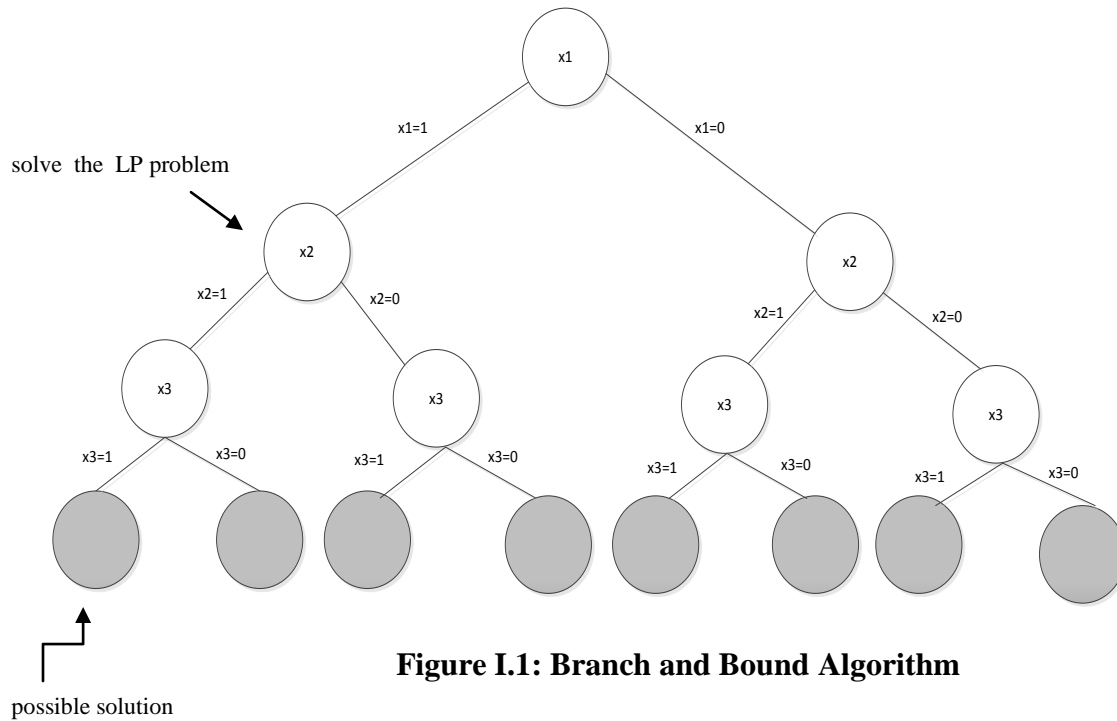 x1
x1=1
x1=0
solve the LP problem
x2
x2
x2=1
x2=0
x2=1
x2=0
x3
x3
x3
x3
x3=1
x3=0
x3=1
x3=0
x3=1
x3=0
x3=1
x3=0
Figure I.1: Branch and Bound Algorithm
possible solution